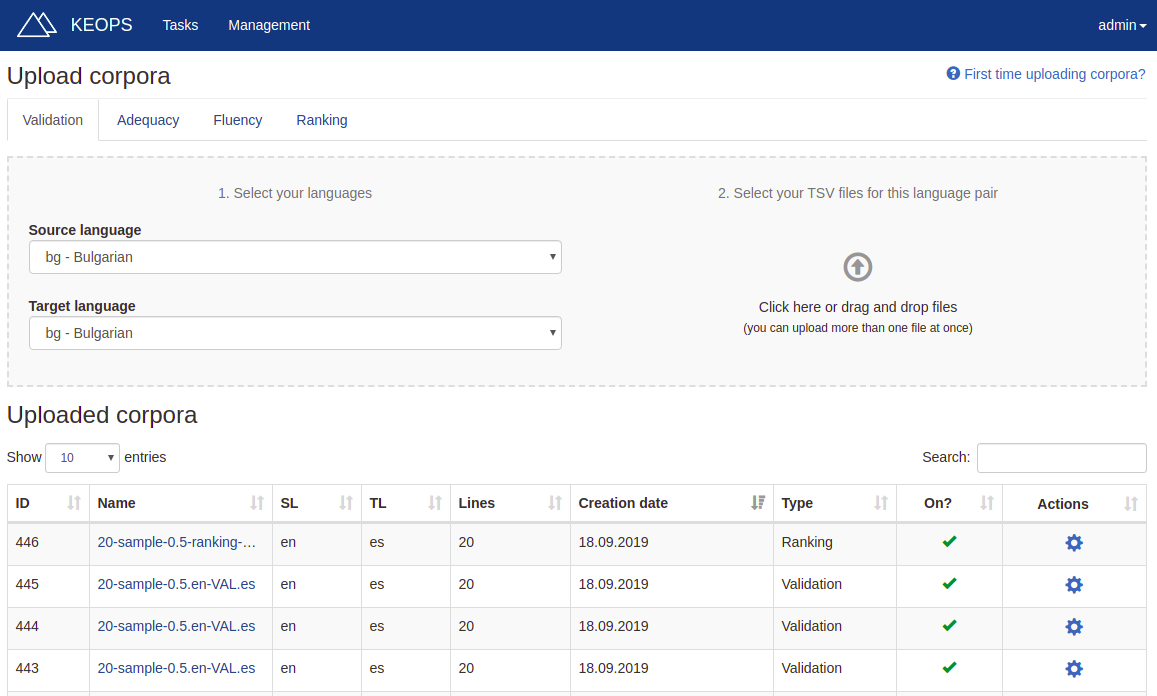 KEOPS Tasks Management admin
Upload corpora
First time uploading corpora?
Validation Adequacy Fluency Ranking
1. Select your languages
Source language
bg - Bulgarian
Target language
bg - Bulgarian
2. Select your TSV files for this language pair
Click here or drag and drop files
(you can upload more than one file at once)
Uploaded corpora
Show 10 entries
Search:
ID Name SL TL Lines Creation date Type On? Actions
446 20-sample-0.5-ranking-... en es 20 18.09.2019 Ranking
445 20-sample-0.5.en-VAL.es en es 20 18.09.2019 Validation
444 20-sample-0.5.en-VAL.es en es 20 18.09.2019 Validation
443 20-sample-0.5.en-VAL.es en es 20 18.09.2019 Validation